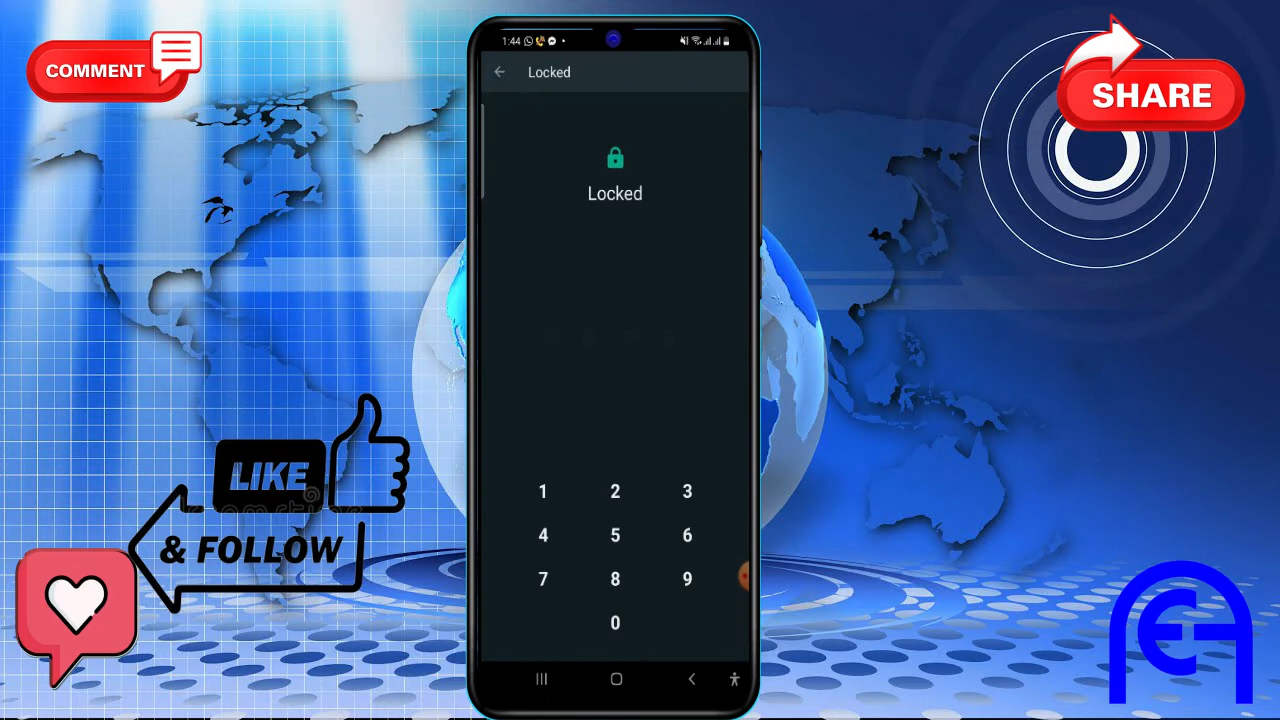 COMMENT
SHARE
1:44
Locked
Locked
1 2 3
4 5 6
7 8 9
0
LIKE
& FOLLOW